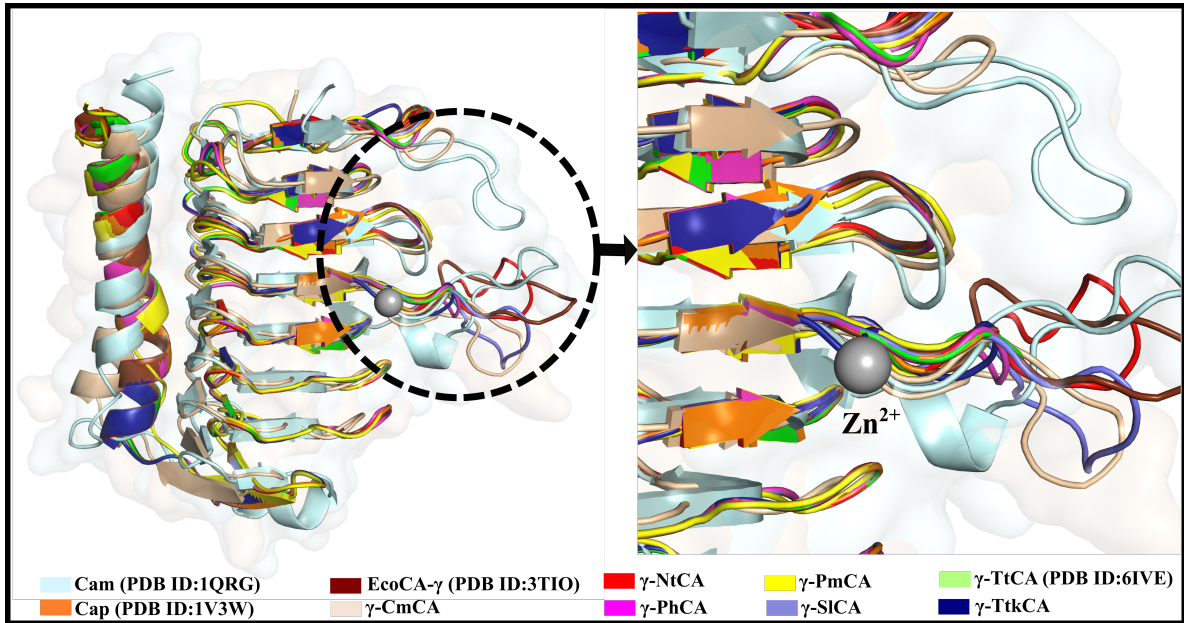 Zn²⁺
Cam (PDB ID:1QRG)
EcoCA-γ (PDB ID:3TIO)
γ-NtCA
γ-PmCA
γ-TtCA (PDB ID:6IVE)
Cap (PDB ID:1V3W)
γ-CmCA
γ-PhCA
γ-SlCA
γ-TtkCA